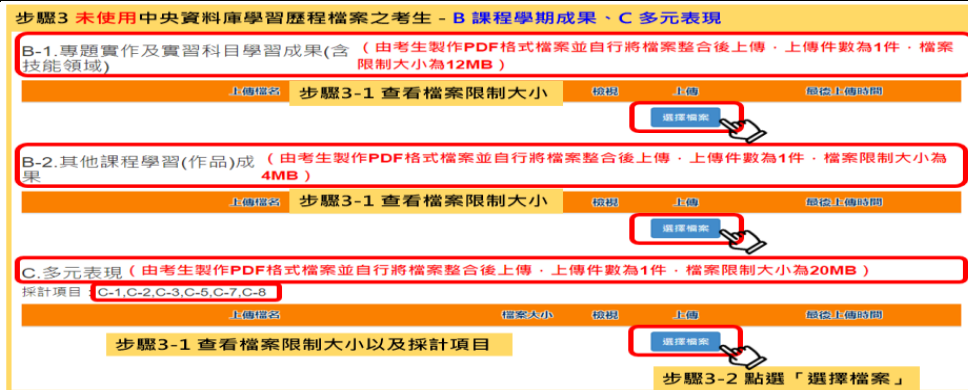 步驟3 未使用中央資料庫學習歷程檔案之考生 - B 課程學期成果、C 多元表現
B-1.專題實作及實習科目學習成果(含技能領域)
（由考生製作PDF格式檔案並自行將檔案整合後上傁，上傳件數為1件，檔案限制大小為12MB）
上傳檔名 步驟3-1 查看檔案限制大小 檢視 上傳 最後上傳時間
選擇檔案
B-2.其他課程學習(作品)成果
（由考生製作PDF格式檔案並自行將檔案整合後上傳，上傳件數為1件，檔案限制大小為4MB）
上傳檔名 步驟3-1 查看檔案限制大小 檢視 上傳 最後上傳時間
選擇檔案
C.多元表現（由考生製作PDF格式檔案並自行將檔案整合後上傳，上傳件數為1件，檔案限制大小為20MB）
採計項目：C-1,C-2,C-3,C-5,C-7,C-8
上傳檔名 檔案大小 檢視 上傳 最後上傳時間
步驟3-1 查看檔案限制大小以及採計項目
選擇檔案
步驟3-2 點選「選擇檔案」